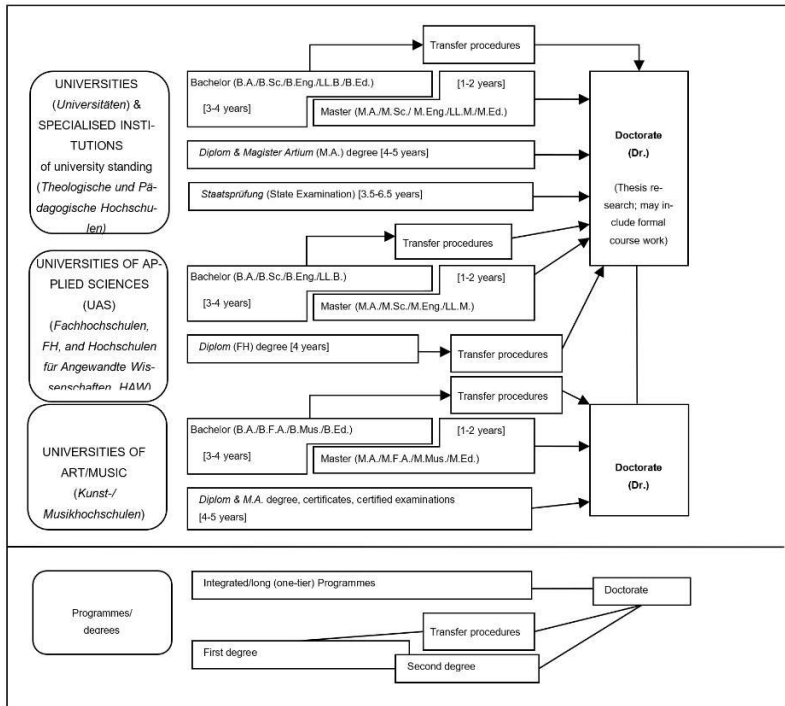 Transfer procedures
UNIVERSITIES
(Universitäten) &
SPECIALISED INSTI-
TUTIONS
of university standing
(Theologische und Pä-
dagogische Hochschu-
len)
Bachelor (B.A./B.Sc./B.Eng./LL.B./B.Ed.)
[3-4 years]
[1-2 years]
Master (M.A./M.Sc./ M.Eng./LL.M./M.Ed.)
Diplom & Magister Artium (M.A.) degree [4-5 years]
Staatsprüfung (State Examination) [3.5-6.5 years]
Doctorate
(Dr.)
(Thesis re-
search; may in-
clude formal
course work)
UNIVERSITIES OF AP-
PLIED SCIENCES
(UAS)
(Fachhochschulen,
FH, and Hochschulen
für Angewandte Wis-
senschaften, HAW)
Transfer procedures
Bachelor (B.A./B.Sc./B.Eng./LL.B.)
[3-4 years]
[1-2 years]
Master (M.A./M.Sc./M.Eng./LL.M.)
Diplom (FH) degree [4 years]
Transfer procedures
UNIVERSITIES OF
ART/MUSIC
(Kunst-/
Musikhochschulen)
Transfer procedures
Bachelor (B.A./B.F.A./B.Mus./B.Ed.)
[3-4 years]
[1-2 years]
Master (M.A./M.F.A./M.Mus./M.Ed.)
Diplom & M.A. degree, certificates, certified examinations
[4-5 years]
Doctorate
(Dr.)
Programmes/
degrees
Integrated/long (one-tier) Programmes
Doctorate
Transfer procedures
First degree
Second degree